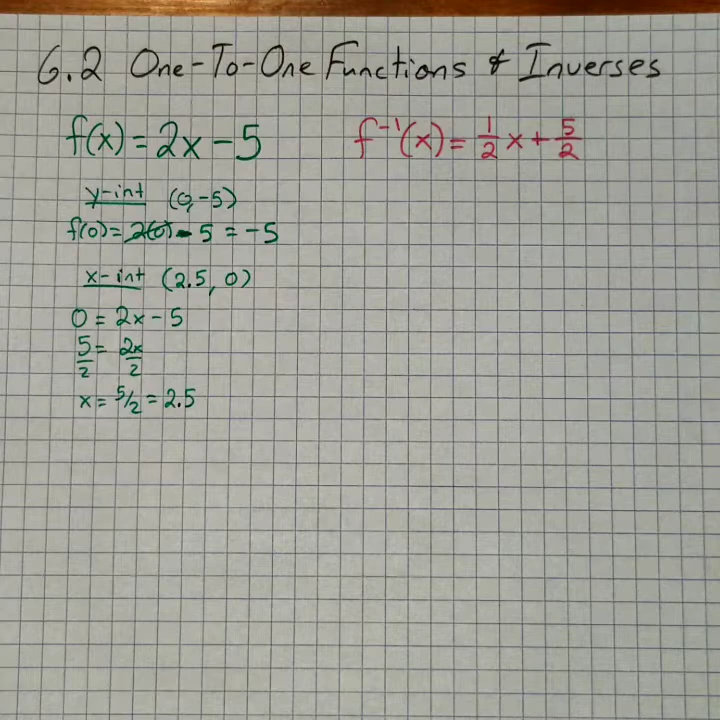 6.2 One-To-One Functions & Inverses
f(x) = 2x - 5
y-int (0,-5)
f(0) = 2(0) - 5 = -5
x-int (2.5, 0)
0 = 2x - 5
5/2 = 2x/2
x = 5/2 = 2.5
f⁻¹(x) = 1/2 x + 5/2